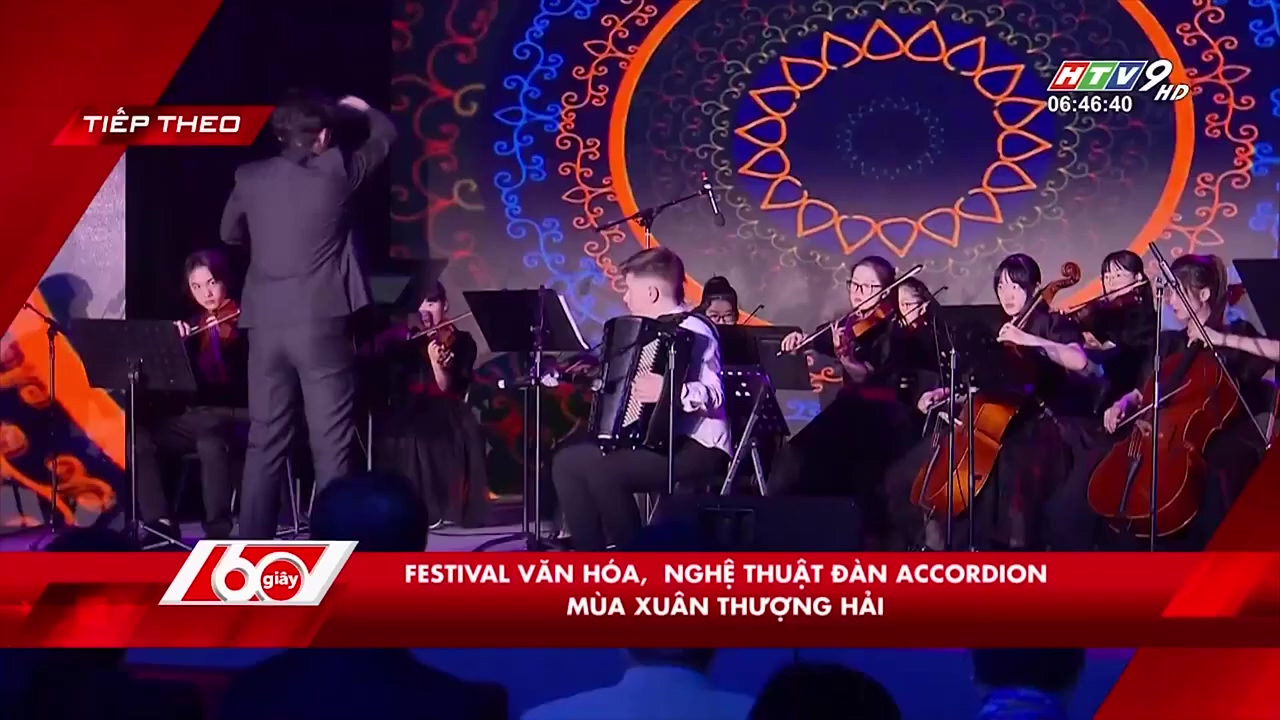 HTV9 HD
06:46:40
TIẾP THEO
60 giây
FESTIVAL VĂN HÓA, NGHỆ THUẬT ĐÀN ACCORDION
MÙA XUÂN THƯỢNG HẢI